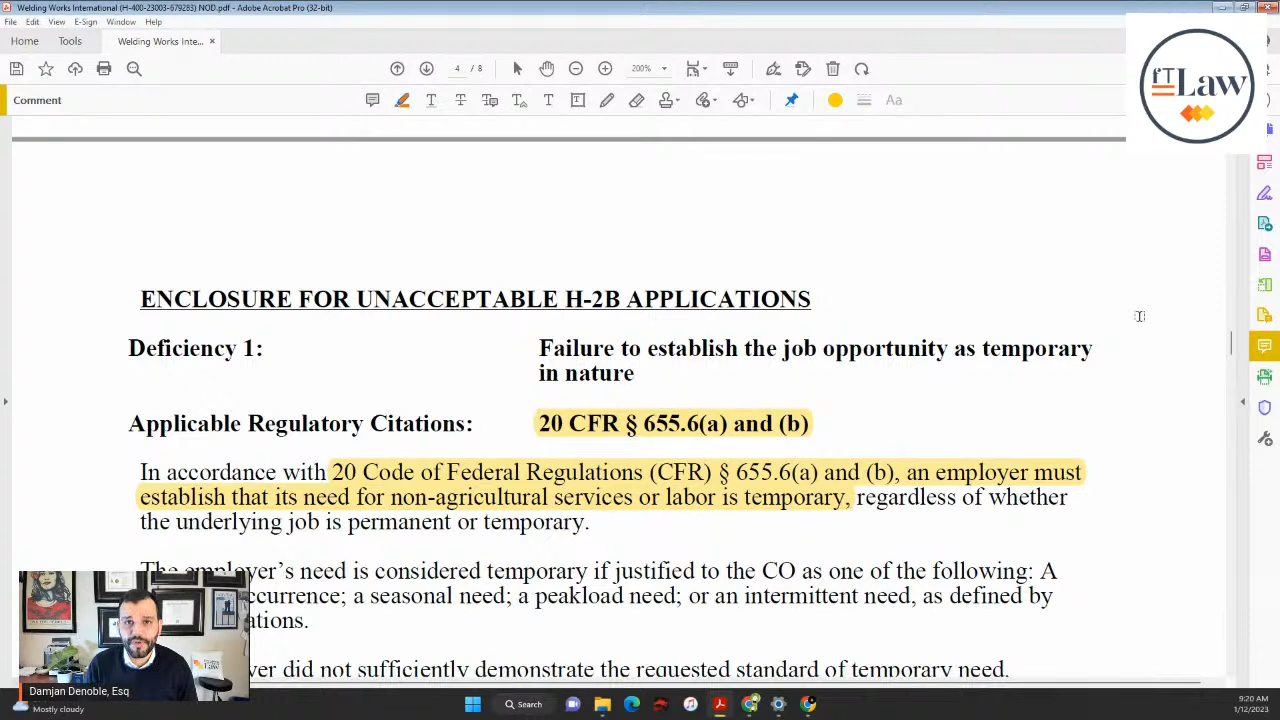 Welding Works International (H-400-23003-679283) NOD.pdf - Adobe Acrobat Pro (32-bit)
File Edit View E-Sign Window Help
Home Tools Welding Works Inte... ×
4 / 8 200%
Comment Aa
fTLaw
ENCLOSURE FOR UNACCEPTABLE H-2B APPLICATIONS
Deficiency 1: Failure to establish the job opportunity as temporary
in nature
Applicable Regulatory Citations: 20 CFR § 655.6(a) and (b)
In accordance with 20 Code of Federal Regulations (CFR) § 655.6(a) and (b), an employer must
establish that its need for non-agricultural services or labor is temporary, regardless of whether
the underlying job is permanent or temporary.
The employer's need is considered temporary if justified to the CO as one of the following: A
ccurrence; a seasonal need; a peakload need; or an intermittent need, as defined by
ations.
ver did not sufficiently demonstrate the requested standard of temporary need.
Damjan Denoble, Esq
Mostly cloudy
Search
9:20 AM
1/12/2023